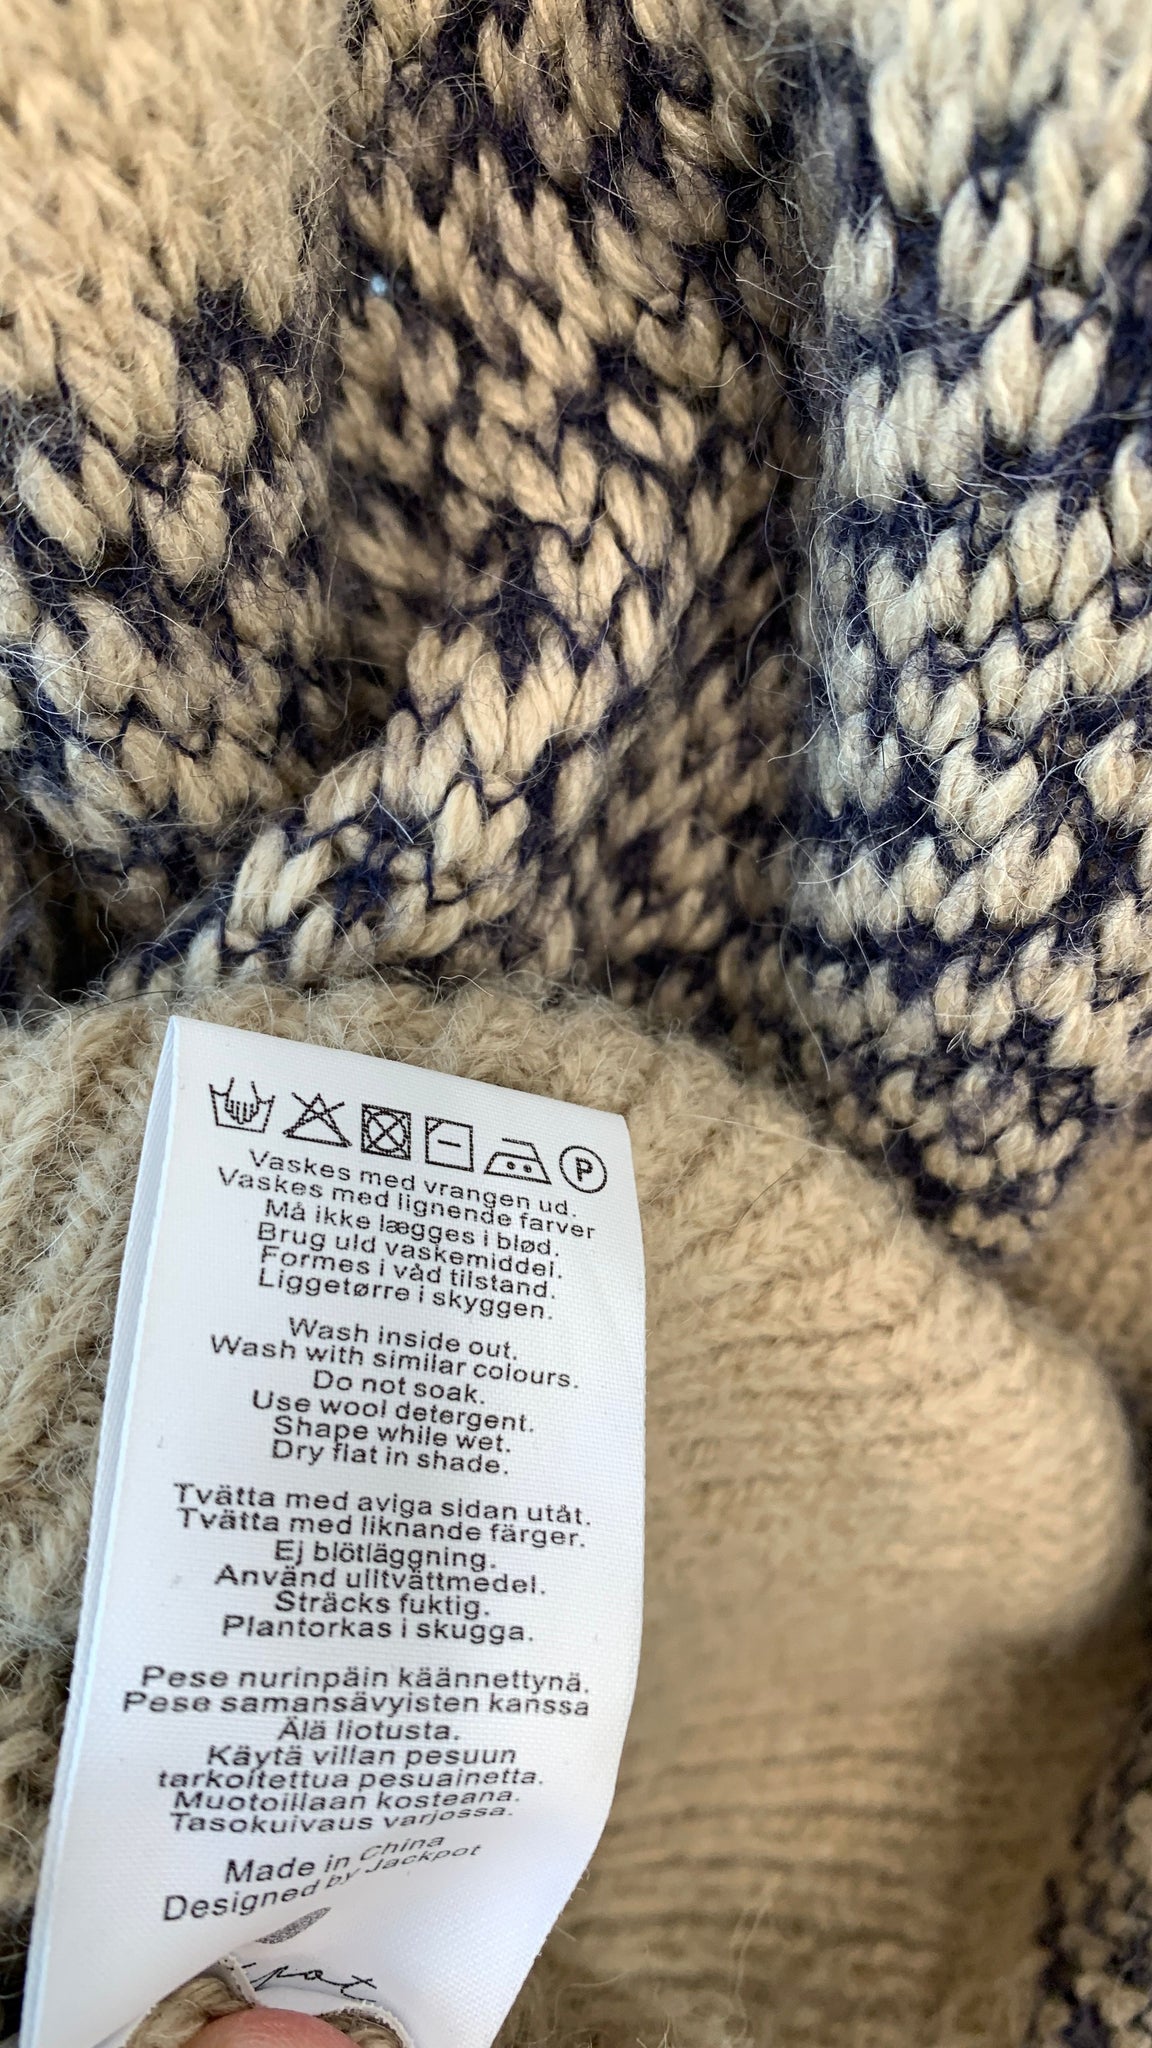 P
Vaskes med vrangen ud.
Vaskes med lignende farver
Må ikke lægges i blød.
Brug uld vaskemiddel.
Formes i våd tilstand.
Liggetørre i skyggen.
Wash inside out.
Wash with similar colours.
Do not soak.
Use wool detergent.
Shape while wet.
Dry flat in shade.
Tvätta med aviga sidan utåt.
Tvätta med liknande färger.
Ej blötläggning.
Använd ulltvättmedel.
Sträcks fuktig.
Plantorkas i skugga.
Pese nurinpäin käännettynä.
Pese samansävyisten kanssa
Älä liotusta.
Käytä villan pesuun
tarkoitettua pesuainetta.
Muotoillaan kosteana.
Tasokuivaus varjossa.
Made in China
Designed by Jackpot